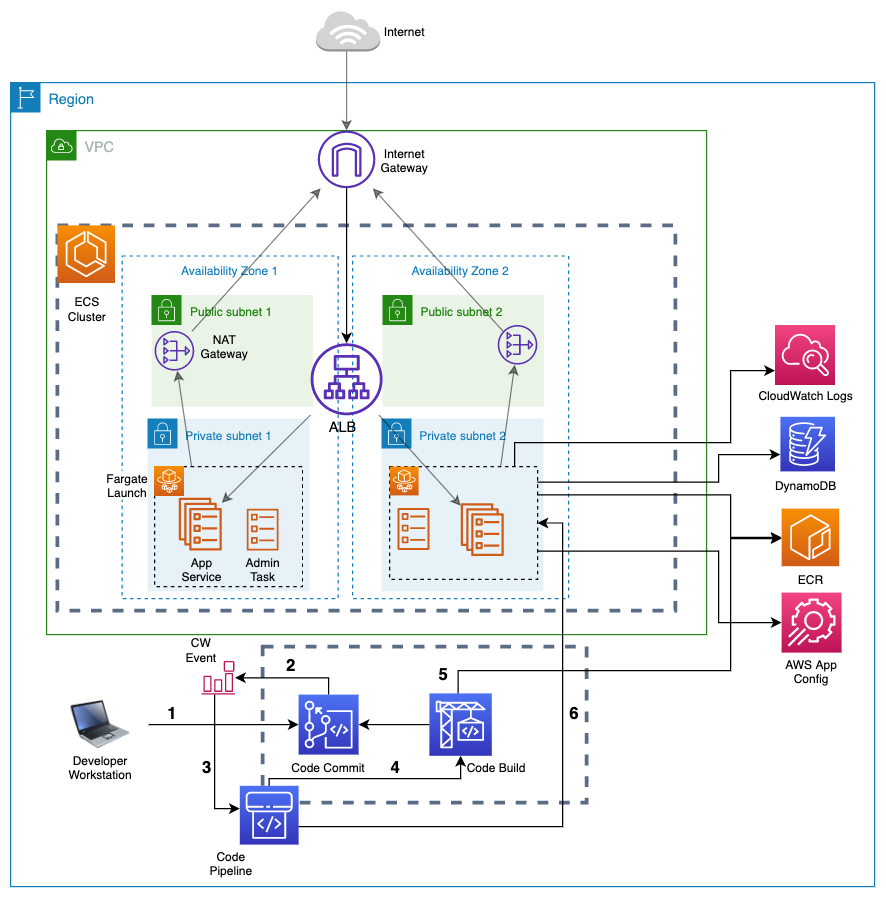 Internet
Region
VPC
Internet
Gateway
ECS
Cluster
Availability Zone 1
Availability Zone 2
Public subnet 1
Public subnet 2
NAT
Gateway
ALB
Private subnet 1
Private subnet 2
Fargate
Launch
App
Service
Admin
Task
CloudWatch Logs
DynamoDB
ECR
AWS App
Config
CW
Event
2
5
1
6
Developer
Workstation
3
Code Commit
4
Code Build
Code
Pipeline